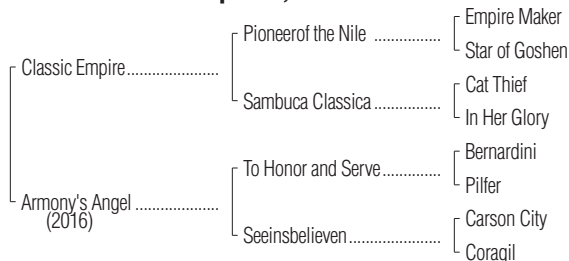 Empire Maker
Pioneerof the Nile ................
Star of Goshen
Classic Empire......................
Cat Thief
Sambuca Classica ................
In Her Glory
Bernardini
To Honor and Serve..............
Pilfer
Armony's Angel ....................
(2016)
Carson City
Seeinsbelieven......................
Coragil